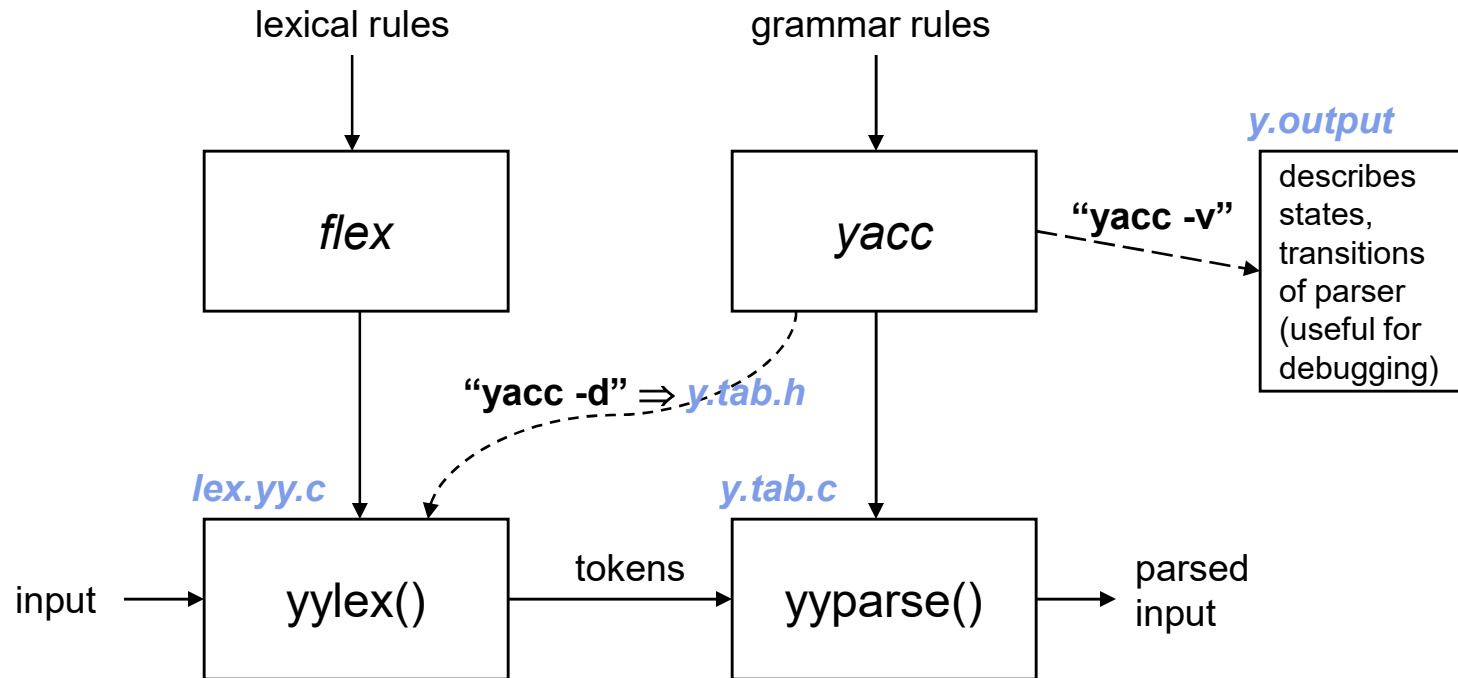 lexical rules
grammar rules
y.output
flex
yacc
“yacc -v”
describes
states,
transitions
of parser
(useful for
debugging)
“yacc -d” ⇒ y.tab.h
lex.yy.c
y.tab.c
input
yylex()
tokens
yyparse()
parsed
input